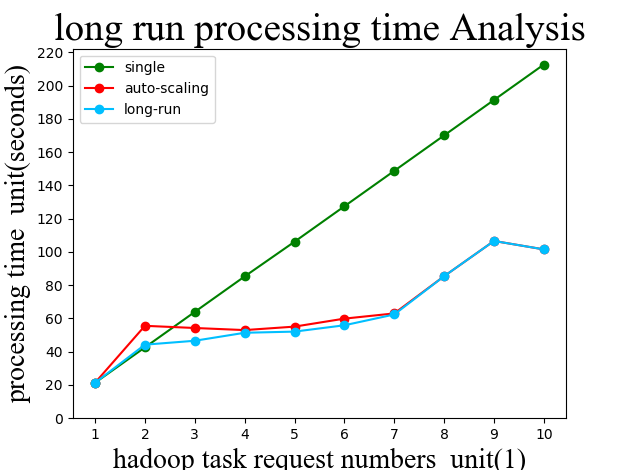 long run processing time Analysis
single
auto-scaling
long-run
processing time  unit(seconds)
220
200
180
160
140
120
100
80
60
40
20
0
1 2 3 4 5 6 7 8 9 10
hadoop task request numbers  unit(1)